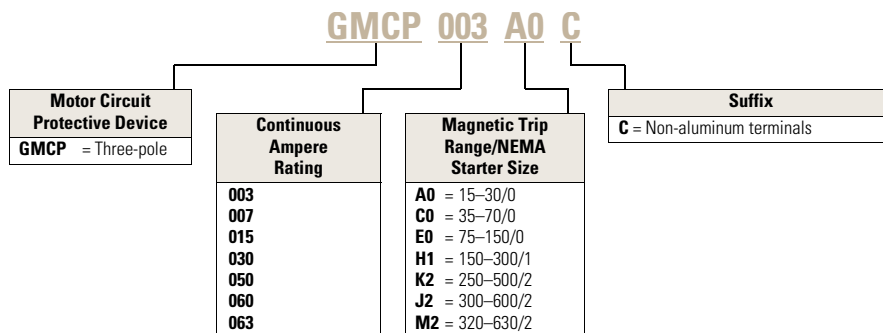 GMCP 003 A0 C
Motor Circuit
Protective Device
GMCP = Three-pole
Continuous
Ampere
Rating
003
007
015
030
050
060
063
Magnetic Trip
Range/NEMA
Starter Size
A0 = 15–30/0
C0 = 35–70/0
E0 = 75–150/0
H1 = 150–300/1
K2 = 250–500/2
J2 = 300–600/2
M2 = 320–630/2
Suffix
C = Non-aluminum terminals